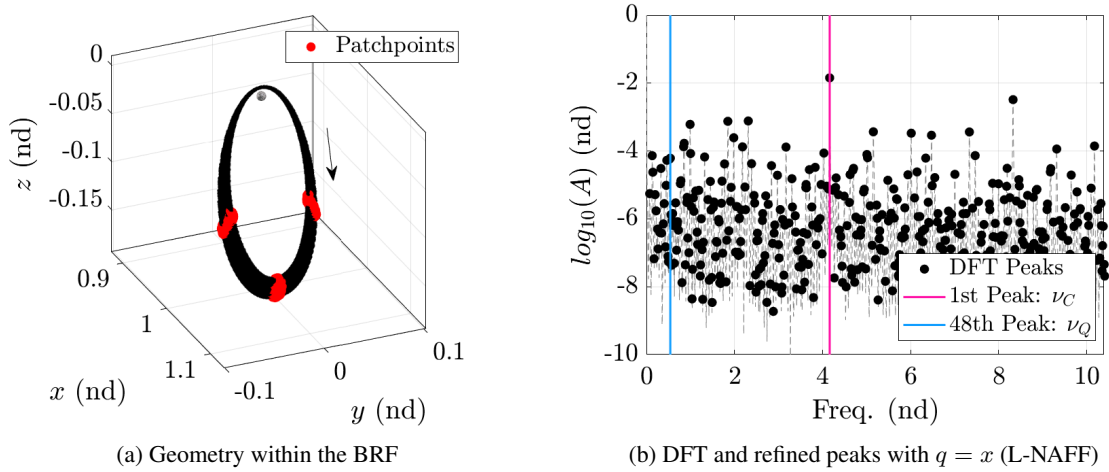 Patchpoints
0
-0.05
-0.1
-0.15
z (nd)
0.9
1
1.1
x (nd)
-0.1
0
0.1
y (nd)
(a) Geometry within the BRF
0
-2
-4
-6
-8
-10
log₁₀(A) (nd)
0 2 4 6 8 10
Freq. (nd)
DFT Peaks
1st Peak: ν_C
48th Peak: ν_Q
(b) DFT and refined peaks with q = x (L-NAFF)